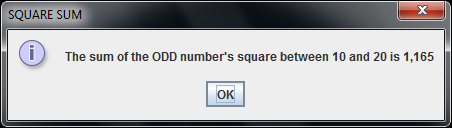 SQUARE SUM
The sum of the ODD number's square between 10 and 20 is 1,165
OK